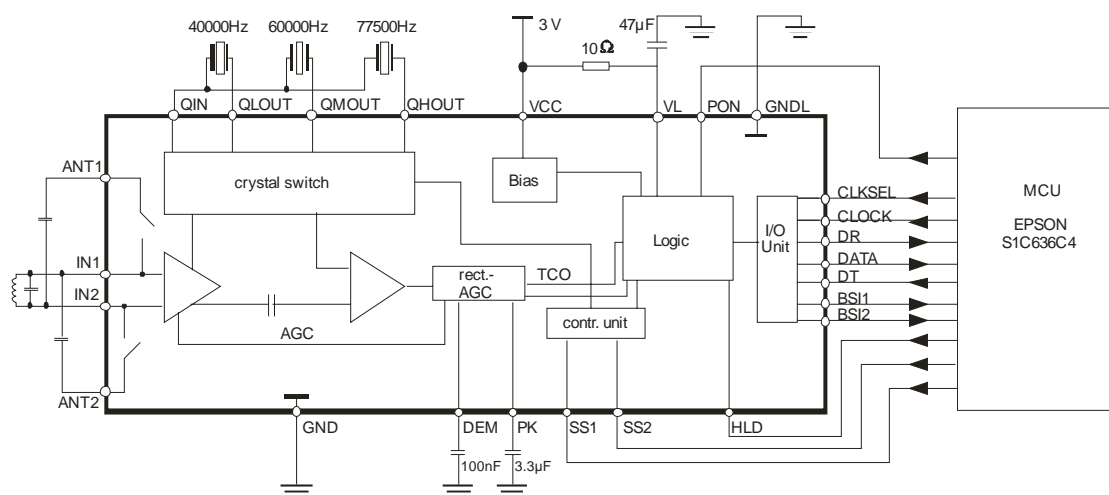 40000Hz 60000Hz 77500Hz
3 V
47µF
10Ω
QIN QLOUT QMOUT QHOUT VCC VL PON GNDL
ANT1
crystal switch
Bias
MCU
EPSON
S1C636C4
CLKSEL
CLOCK
DR
DATA
DT
BSI1
BSI2
I/O
Unit
Logic
IN1
IN2
rect.-
AGC
TCO
contr. unit
AGC
ANT2
GND DEM PK SS1 SS2 HLD
100nF 3.3µF